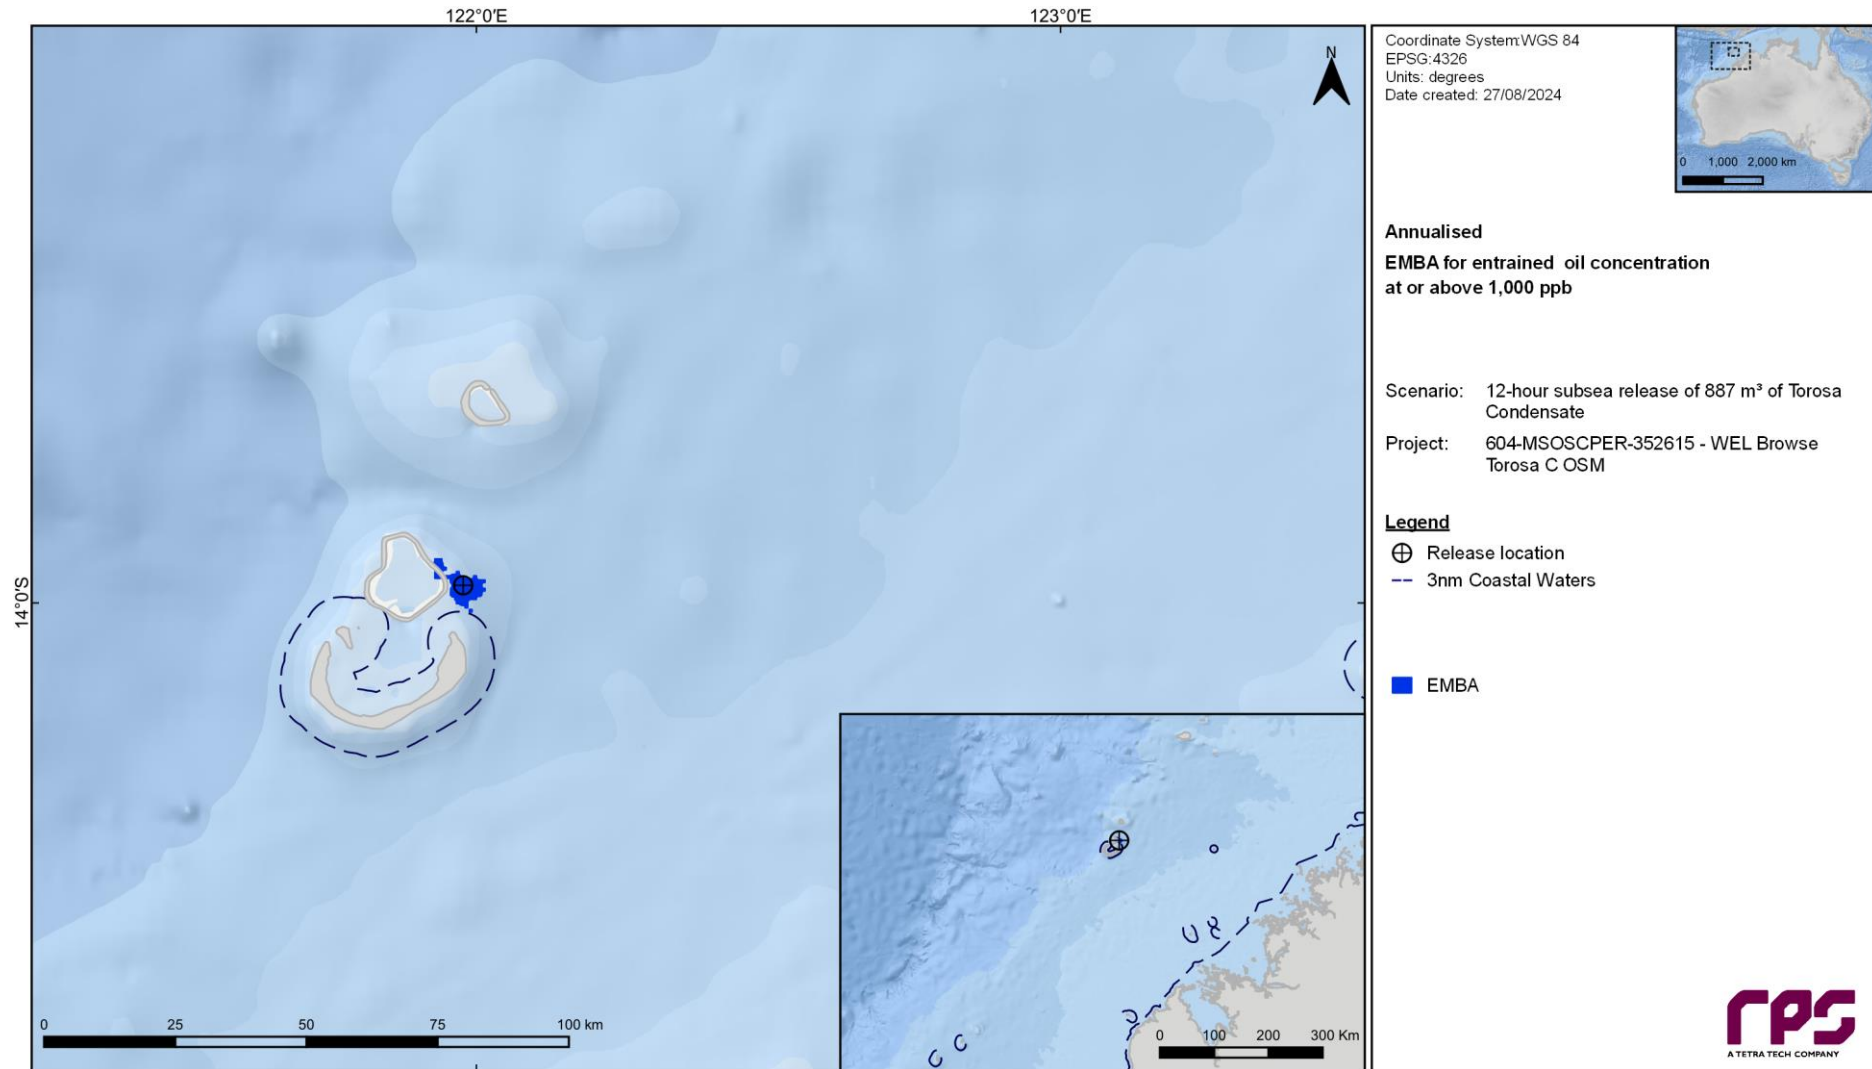 122°0'E
123°0'E
14°0'S
N
0 25 50 75 100 km
0 100 200 300 Km
Coordinate System:WGS 84
EPSG:4326
Units: degrees
Date created: 27/08/2024
0 1,000 2,000 km
Annualised
EMBA for entrained oil concentration
at or above 1,000 ppb
Scenario: 12-hour subsea release of 887 m³ of Torosa
Condensate
Project: 604-MSOSCPER-352615 - WEL Browse
Torosa C OSM
Legend
Release location
3nm Coastal Waters
EMBA
rps
A TETRA TECH COMPANY